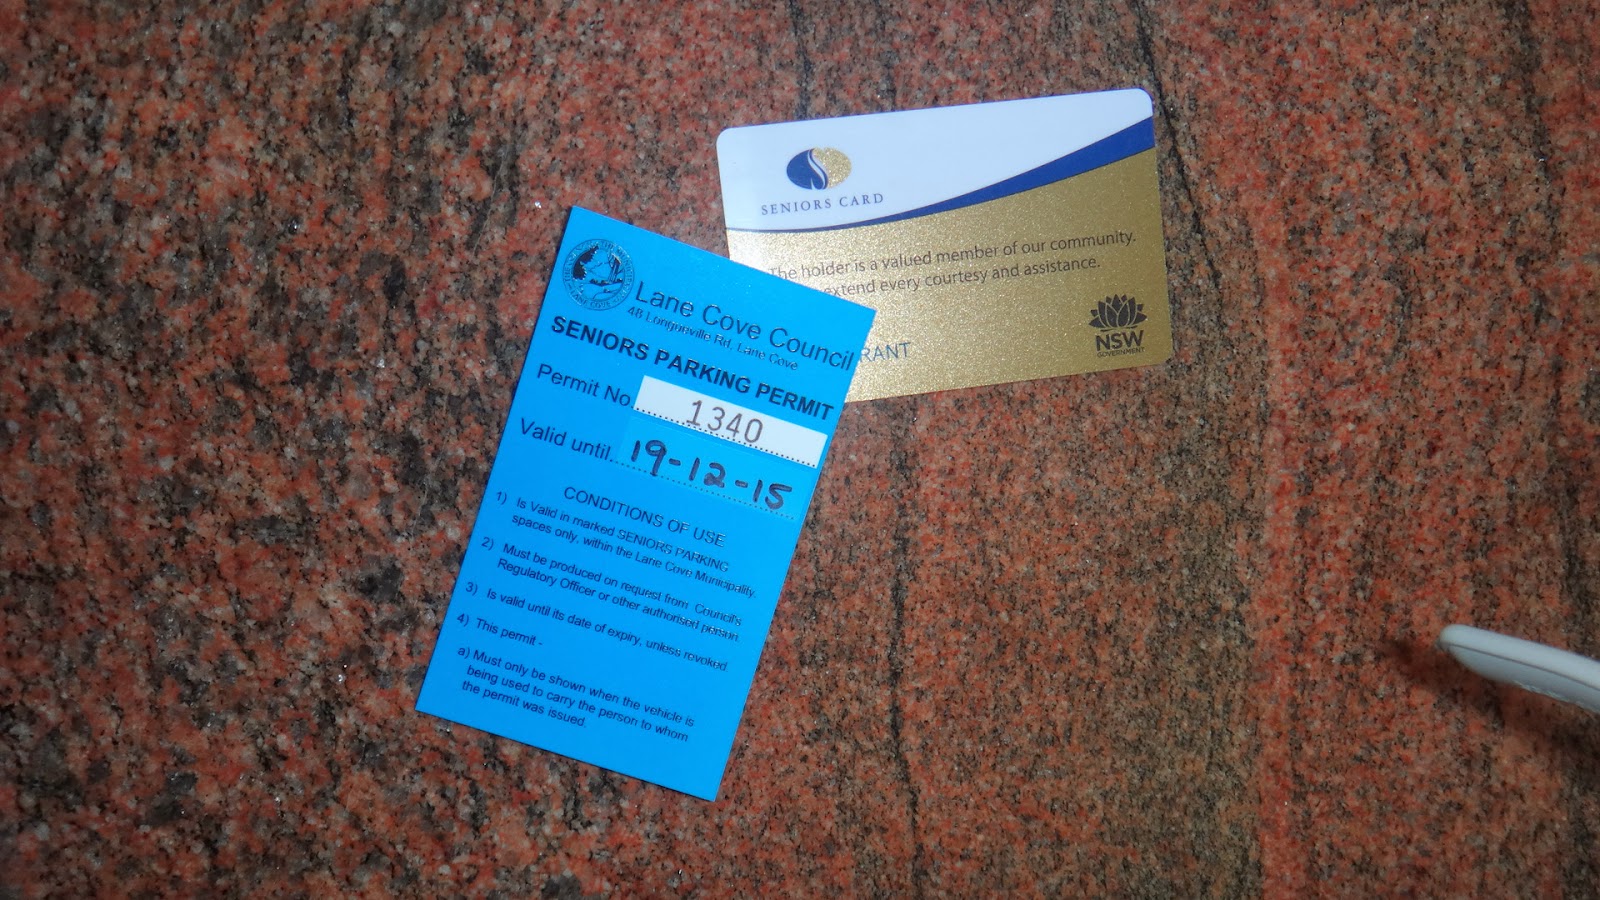 SENIORS CARD
The holder is a valued member of our community.
extend every courtesy and assistance.
RANT
NSW
GOVERNMENT
Lane Cove Council
48 Longueville Rd, Lane Cove
SENIORS PARKING PERMIT
Permit No. 1340
Valid until 19-12-15
CONDITIONS OF USE
1) Is Valid in marked SENIORS PARKING
spaces only, within the Lane Cove Municipality.
2) Must be produced on request from Council's
Regulatory Officer or other authorised person.
3) Is valid until its date of expiry, unless revoked
4) This permit -
a) Must only be shown when the vehicle is
being used to carry the person to whom
the permit was issued.